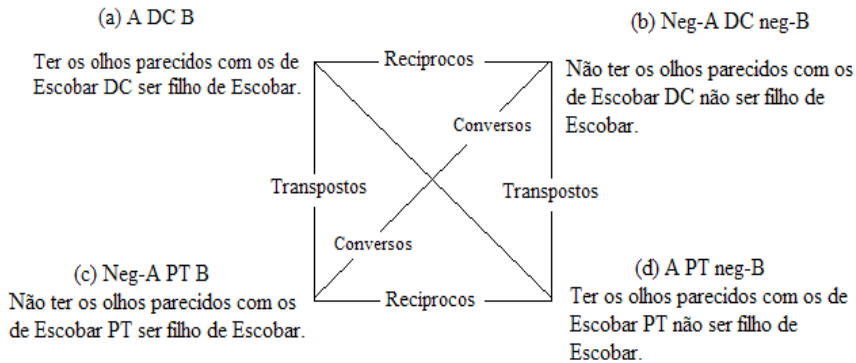 (a) A DC B
Ter os olhos parecidos com os de
Escobar DC ser filho de Escobar.
(b) Neg-A DC neg-B
Não ter os olhos parecidos com os
de Escobar DC não ser filho de
Escobar.
Recíprocos
Conversos
Transpostos
Transpostos
Conversos
(c) Neg-A PT B
Não ter os olhos parecidos com os
de Escobar PT ser filho de Escobar.
Recíprocos
(d) A PT neg-B
Ter os olhos parecidos com os de
Escobar PT não ser filho de
Escobar.